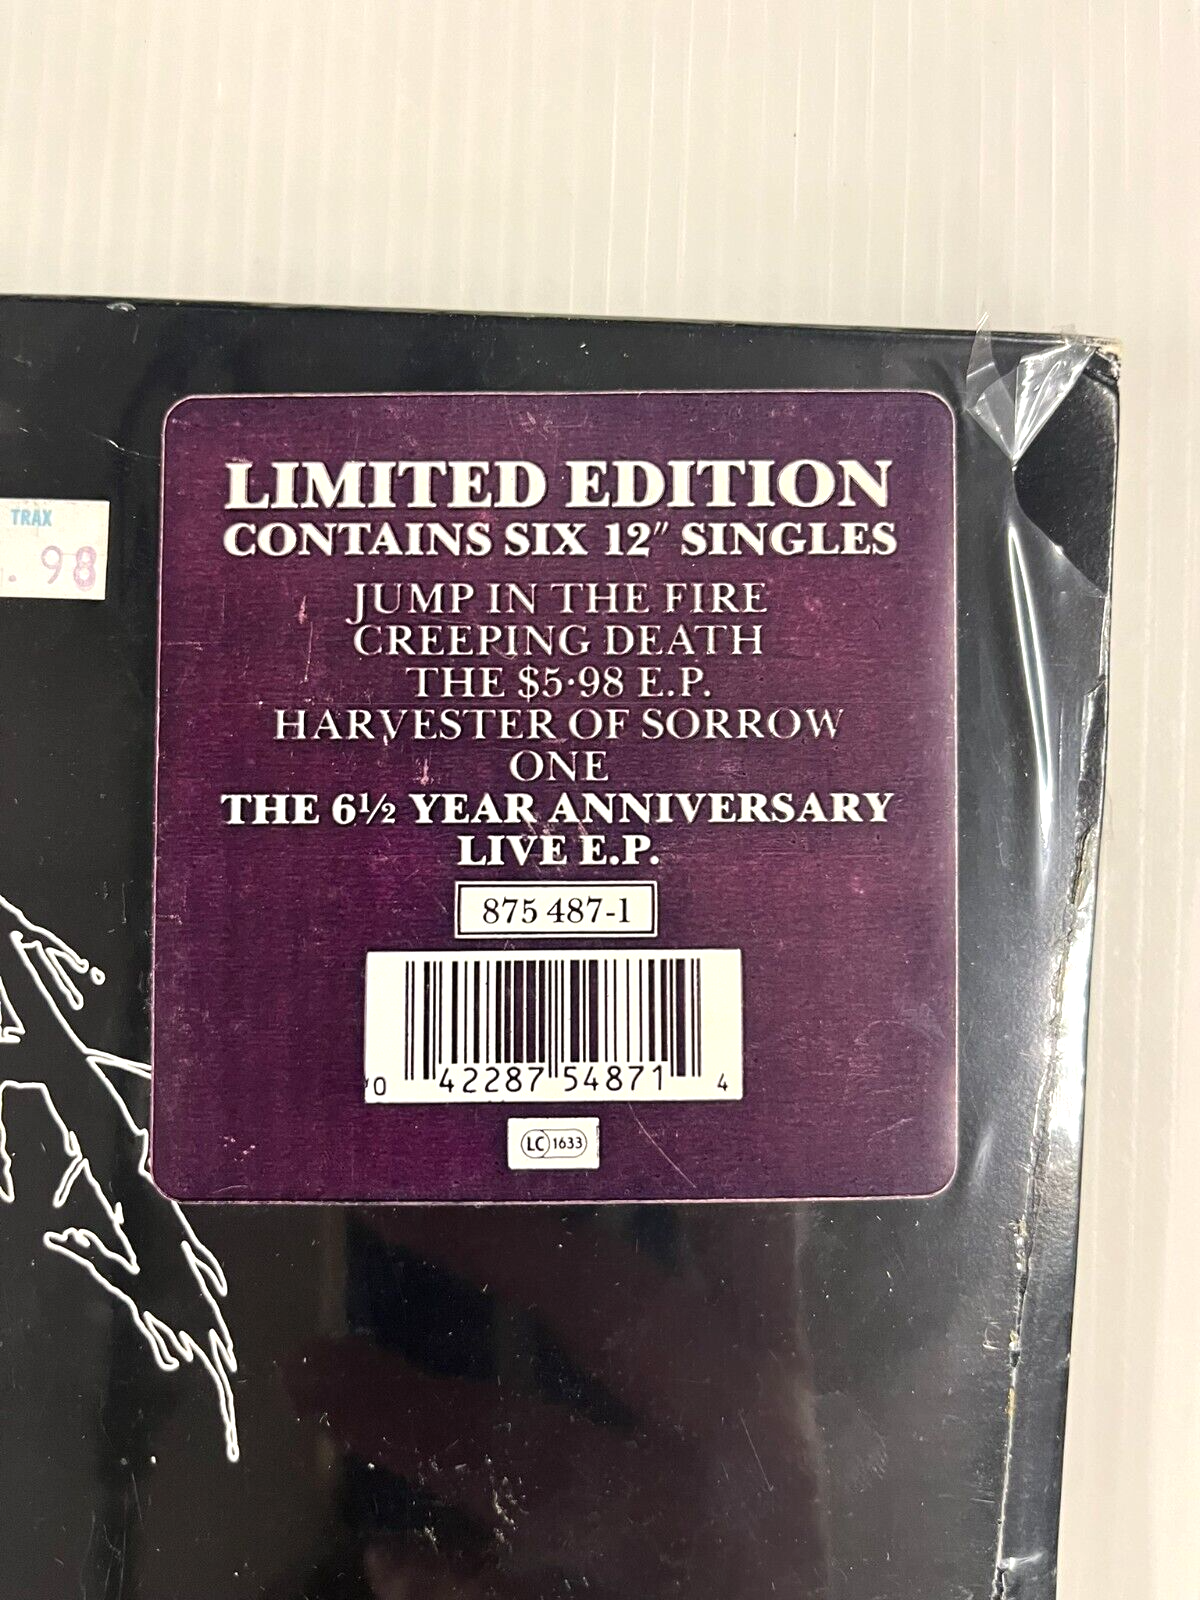 TRAX
. 98
LIMITED EDITION
CONTAINS SIX 12" SINGLES
JUMP IN THE FIRE
CREEPING DEATH
THE $5·98 E.P.
HARVESTER OF SORROW
ONE
THE 6½ YEAR ANNIVERSARY
LIVE E.P.
875 487-1
0 42287 54871 4
LC 1633